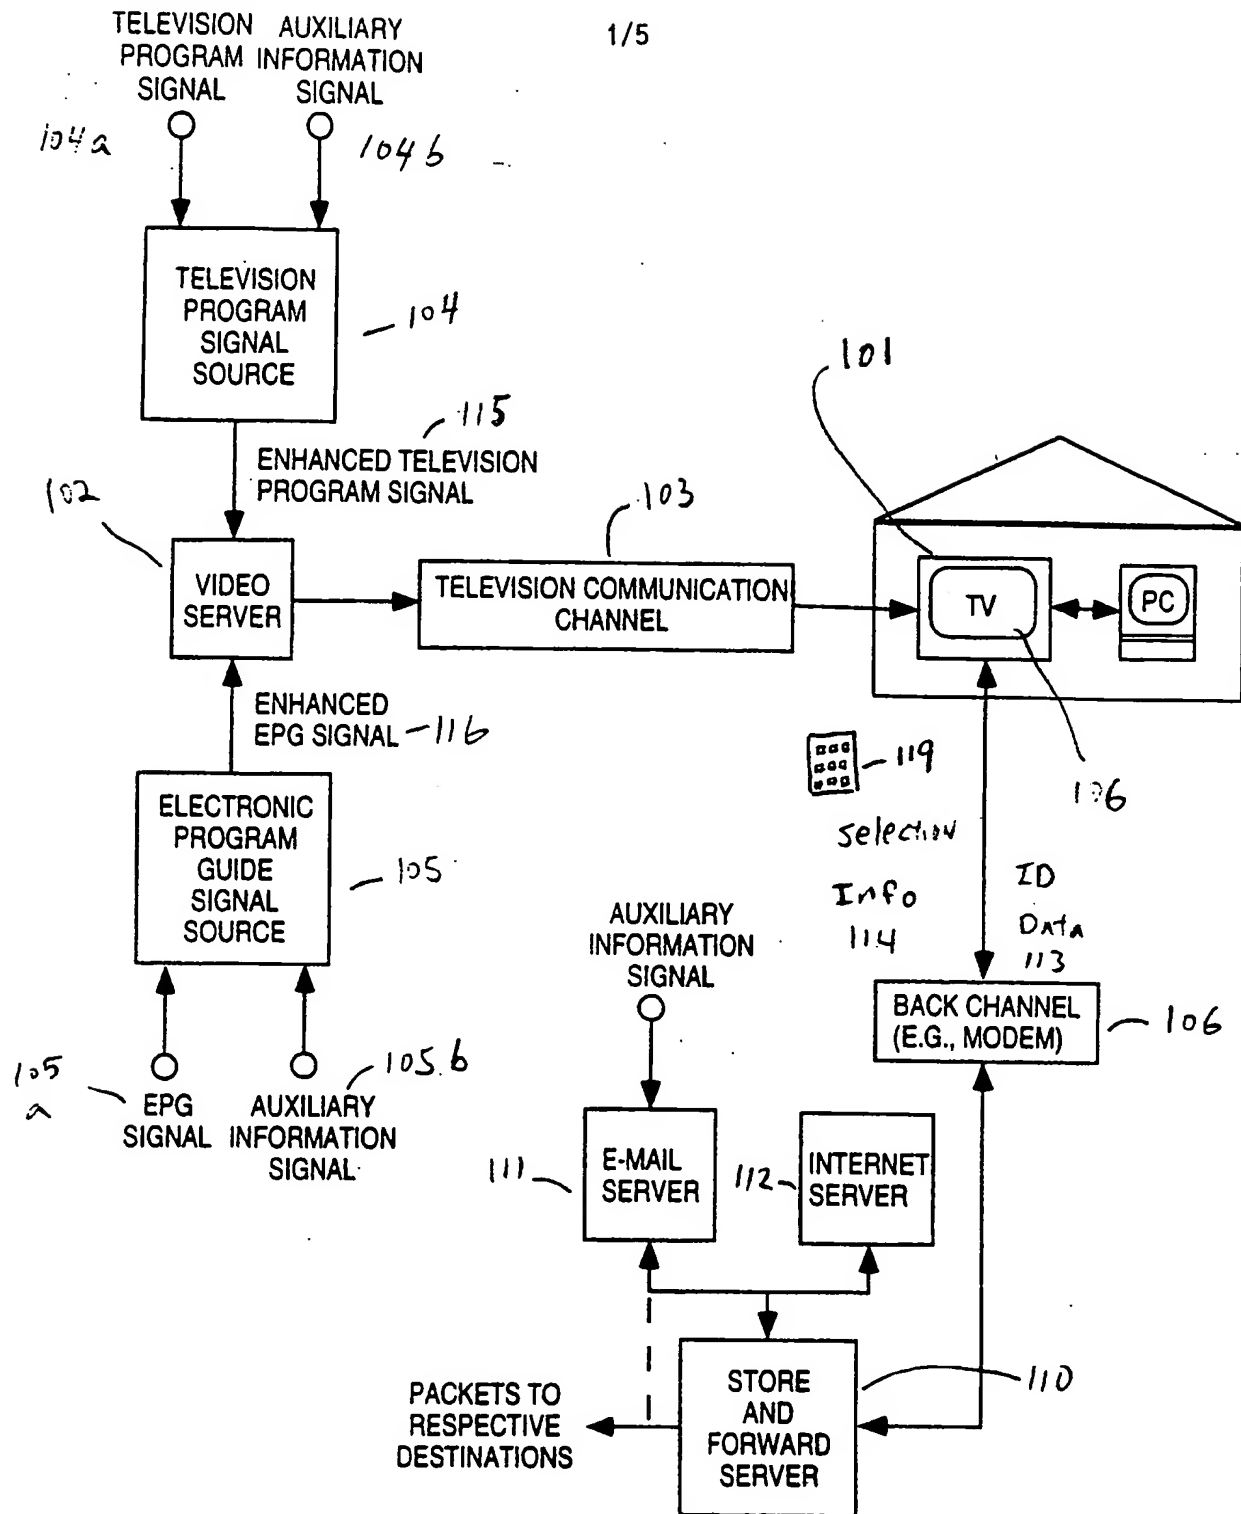 1/5
TELEVISION
PROGRAM
SIGNAL
AUXILIARY
INFORMATION
SIGNAL
104a
104b
TELEVISION
PROGRAM
SIGNAL
SOURCE
104
115
ENHANCED TELEVISION
PROGRAM SIGNAL
102
VIDEO
SERVER
103
TELEVISION COMMUNICATION
CHANNEL
101
TV
PC
106
ENHANCED
EPG SIGNAL
116
ELECTRONIC
PROGRAM
GUIDE
SIGNAL
SOURCE
105
105
a
EPG
SIGNAL
105b
AUXILIARY
INFORMATION
SIGNAL
119
Selection
Info
114
ID
Data
113
AUXILIARY
INFORMATION
SIGNAL
BACK CHANNEL
(E.G., MODEM)
106
111
E-MAIL
SERVER
112
INTERNET
SERVER
STORE
AND
FORWARD
SERVER
110
PACKETS TO
RESPECTIVE
DESTINATIONS